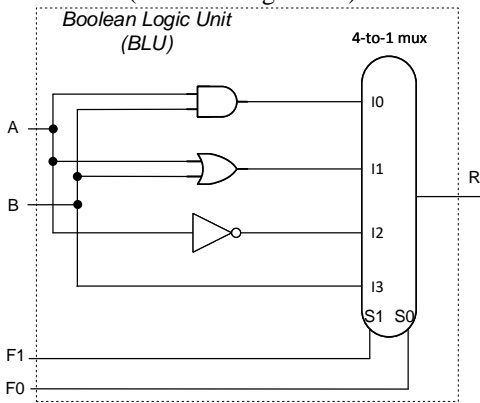 Boolean Logic Unit
(BLU)
4-to-1 mux
I0
A
I1
R
B
I2
I3
S1 S0
F1
F0